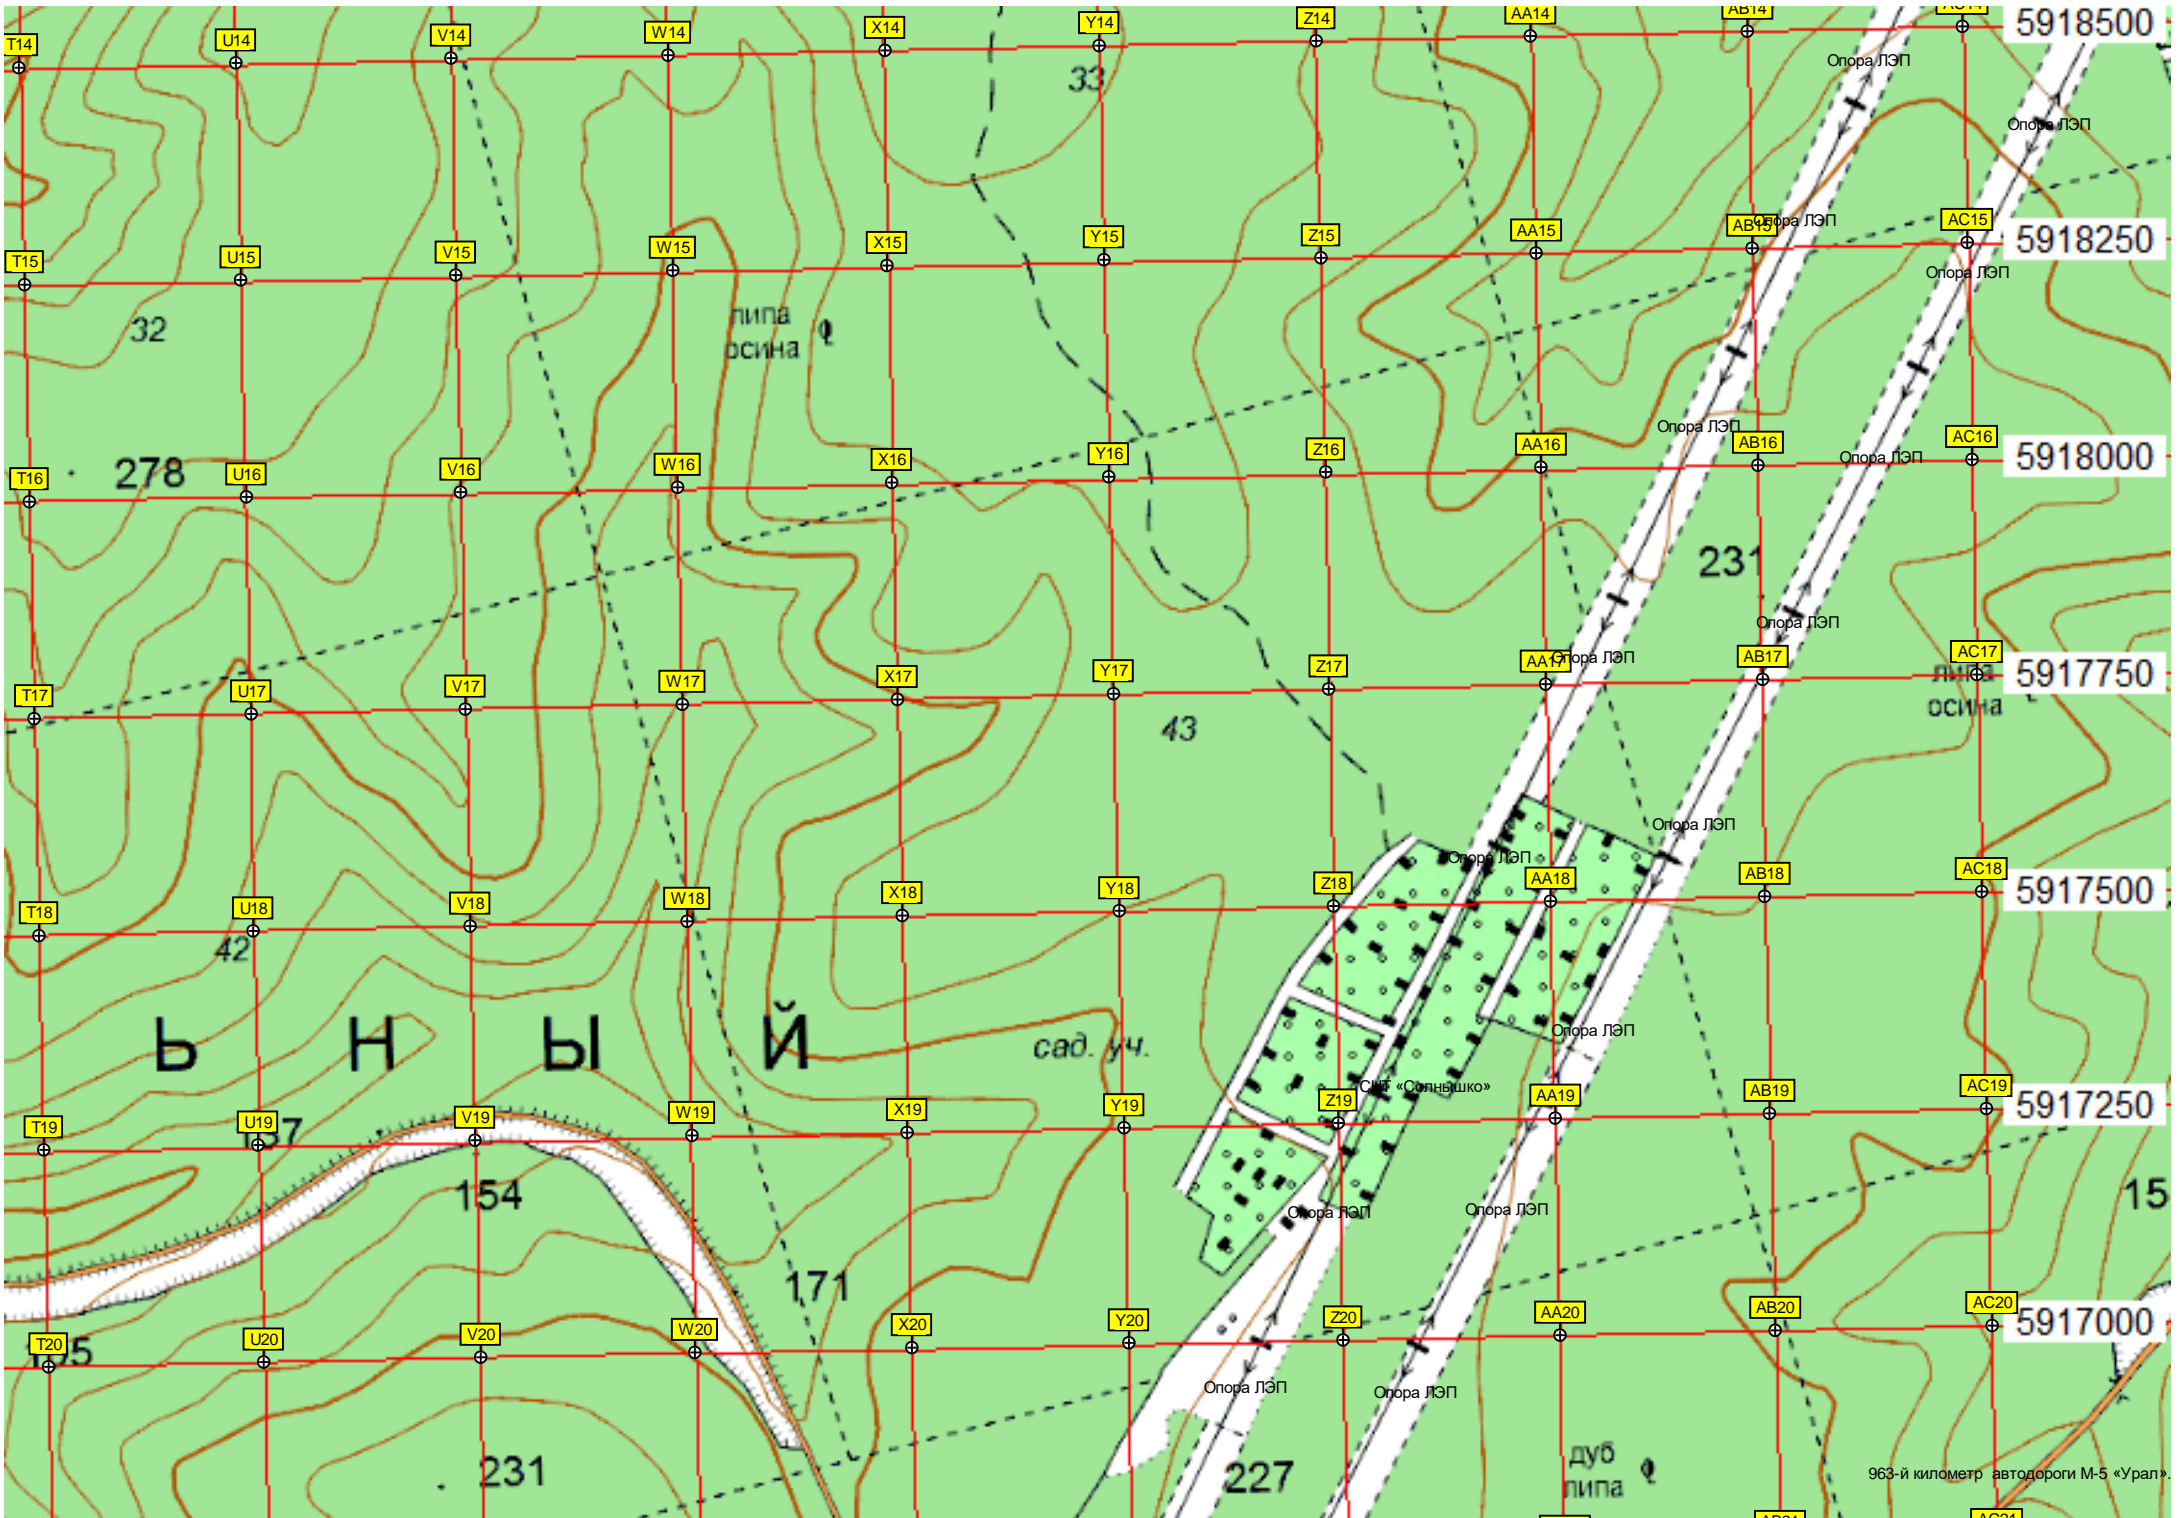 T14 U14 V14 W14 X14 Y14 Z14 AA14 AB14 AC14 5918500
33
Опора ЛЭП
Опора ЛЭП
T15 U15 V15 W15 X15 Y15 Z15 AA15 AB15 Опора ЛЭП AC15 5918250
Опора ЛЭП
32
липа
осина
Опора ЛЭП
278
T16 U16 V16 W16 X16 Y16 Z16 AA16 AB16 Опора ЛЭП AC16 5918000
231
Опора ЛЭП
T17 U17 V17 W17 X17 Y17 Z17 AA17 Опора ЛЭП AB17 AC17 5917750
липа
осина
43
Опора ЛЭП
Опора ЛЭП
T18 U18 V18 W18 X18 Y18 Z18 AA18 AB18 AC18 5917500
42
Ь Н Ы Й
сад. уч.
Опора ЛЭП
СНТ «Солнышко»
T19 U19 V19 W19 X19 Y19 Z19 AA19 AB19 AC19 5917250
154
15
Опора ЛЭП
Опора ЛЭП
171
T20 U20 V20 W20 X20 Y20 Z20 AA20 AB20 AC20 5917000
Опора ЛЭП
Опора ЛЭП
231
227
дуб
липа
963-й километр автодороги М-5 «Урал».